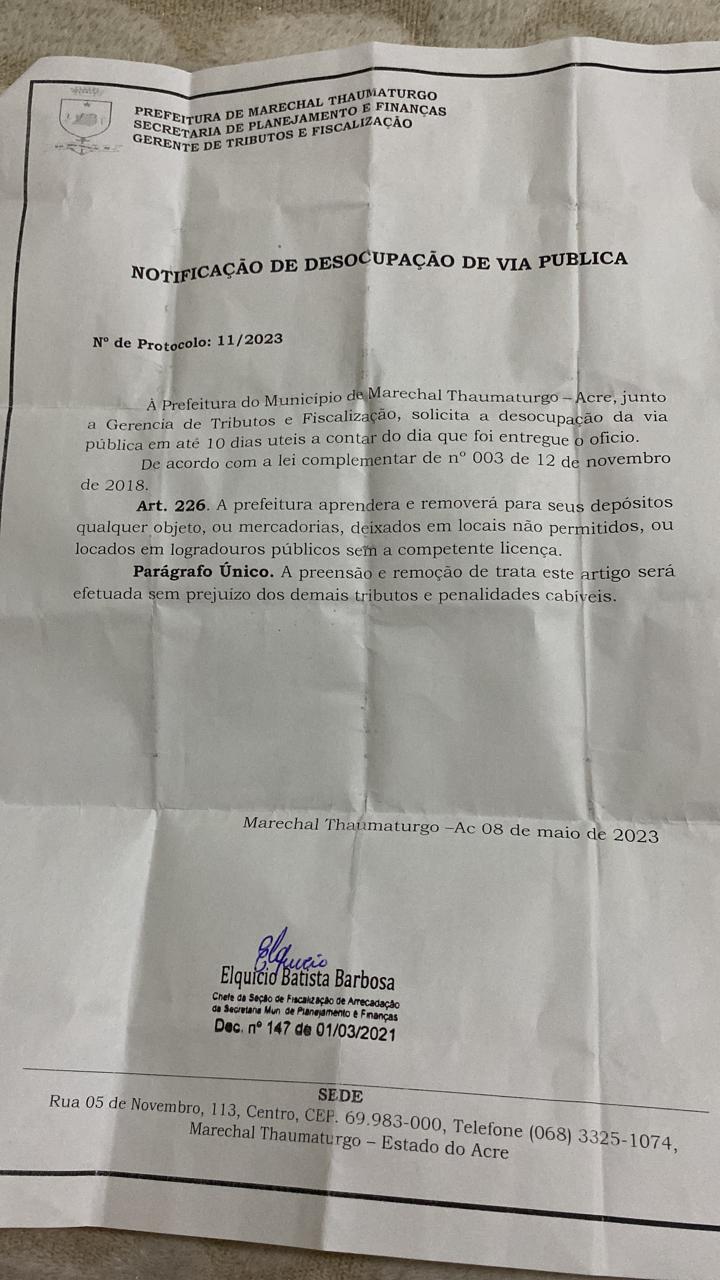 PREFEITURA DE MARECHAL THAUMATURGO
SECRETARIA DE PLANEJAMENTO E FINANÇAS
GERENTE DE TRIBUTOS E FISCALIZAÇÃO
NOTIFICAÇÃO DE DESOCUPAÇÃO DE VIA PUBLICA
Nº de Protocolo: 11/2023
À Prefeitura do Município de Marechal Thaumaturgo – Acre, junto
a Gerencia de Tributos e Fiscalização, solicita a desocupação da via
pública em até 10 dias uteis a contar do dia que foi entregue o oficio.
De acordo com a lei complementar de nº 003 de 12 de novembro
de 2018.
Art. 226. A prefeitura aprendera e removerá para seus depósitos
qualquer objeto, ou mercadorias, deixados em locais não permitidos, ou
locados em logradouros públicos sem a competente licença.
Parágrafo Único. A preensão e remoção de trata este artigo será
efetuada sem prejuízo dos demais tributos e penalidades cabíveis.
Marechal Thaumaturgo –Ac 08 de maio de 2023
Elquicio
Elquício Batista Barbosa
Chefe da Seção de Fiscalização de Arrecadação
da Secretaria Mun. de Planejamento e Finanças
Dec. nº 147 de 01/03/2021
SEDE
Rua 05 de Novembro, 113, Centro, CEP. 69.983-000, Telefone (068) 3325-1074,
Marechal Thaumaturgo – Estado do Acre